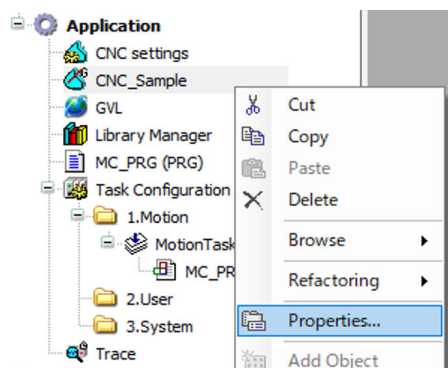 Application
CNC settings
CNC_Sample
GVL
Library Manager
MC_PRG (PRG)
Task Configuration
1.Motion
MotionTask
MC_PR
2.User
3.System
Trace
Cut
Copy
Paste
Delete
Browse
Refactoring
Properties...
Add Object